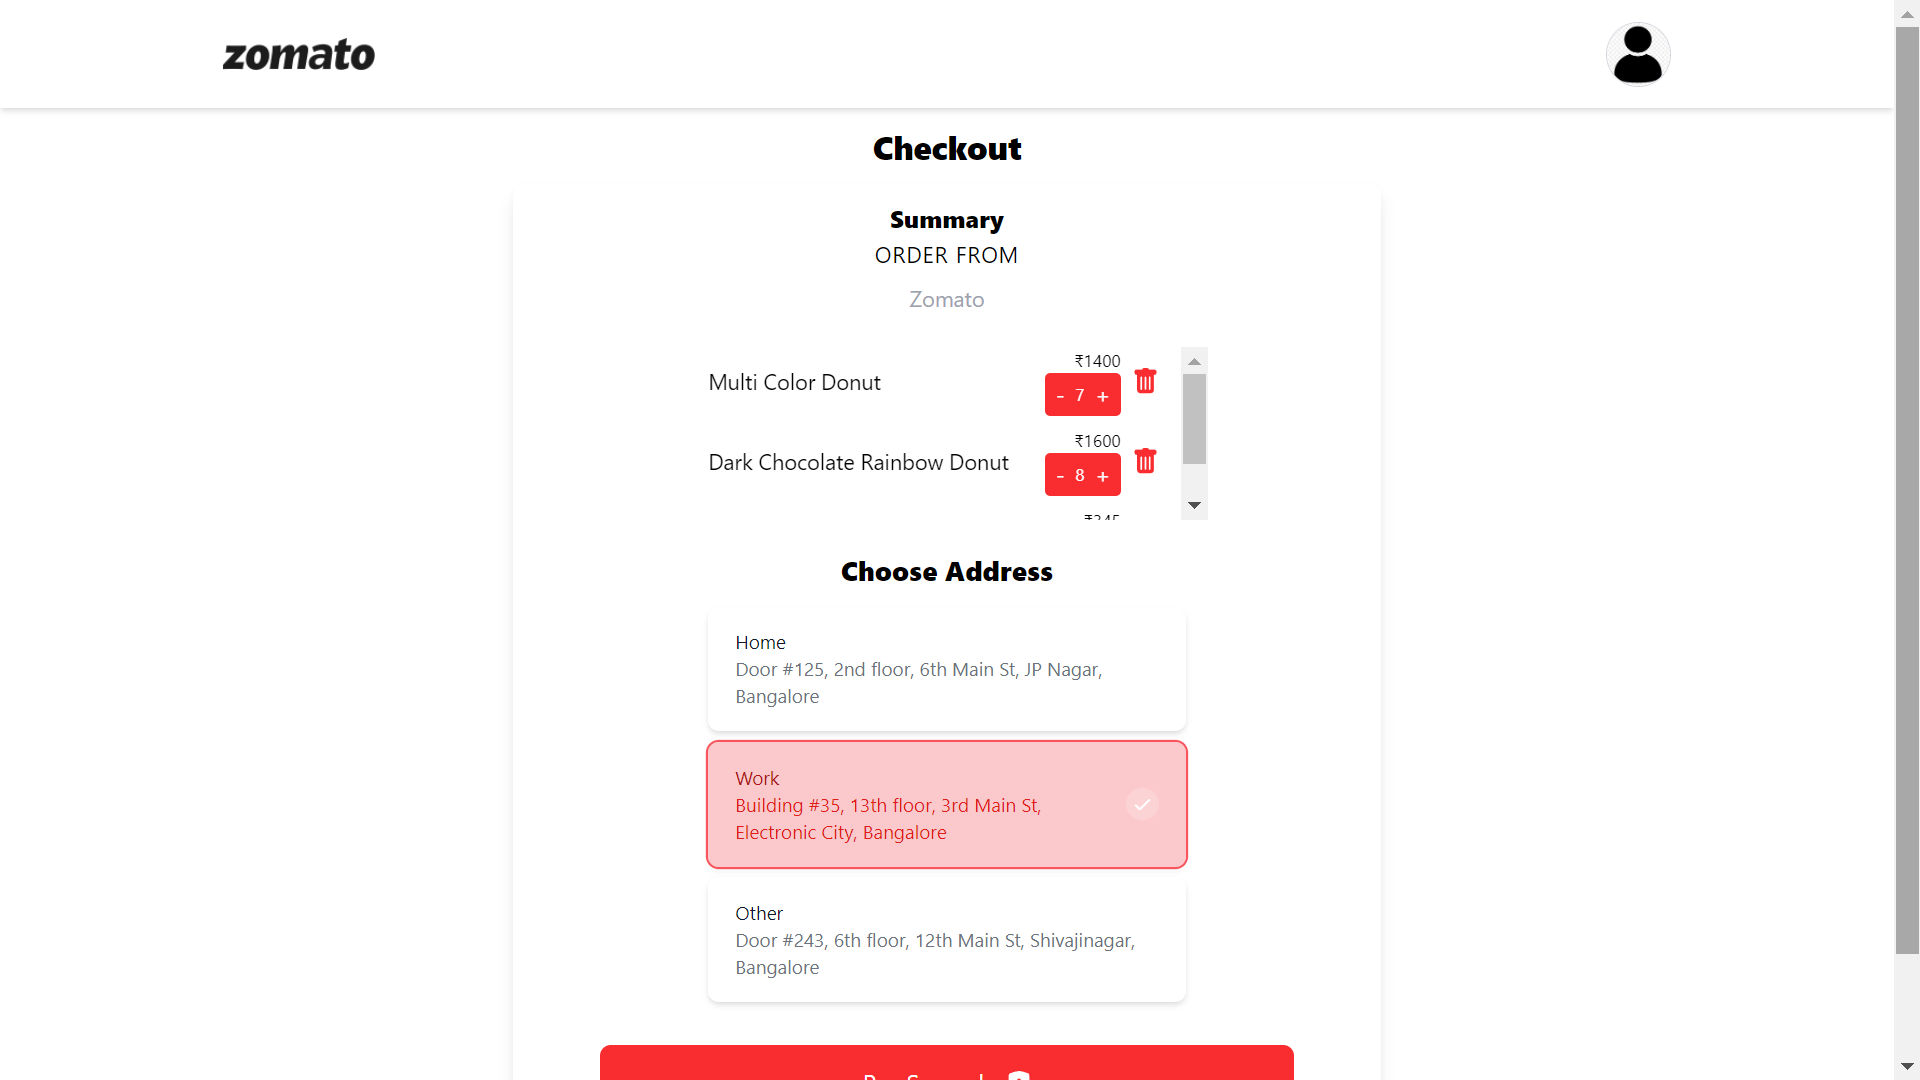 zomato
Checkout
Summary
ORDER FROM
Zomato
₹1400
Multi Color Donut
- 7 +
₹1600
Dark Chocolate Rainbow Donut
- 8 +
Choose Address
Home
Door #125, 2nd floor, 6th Main St, JP Nagar,
Bangalore
Work
Building #35, 13th floor, 3rd Main St,
Electronic City, Bangalore
Other
Door #243, 6th floor, 12th Main St, Shivajinagar,
Bangalore